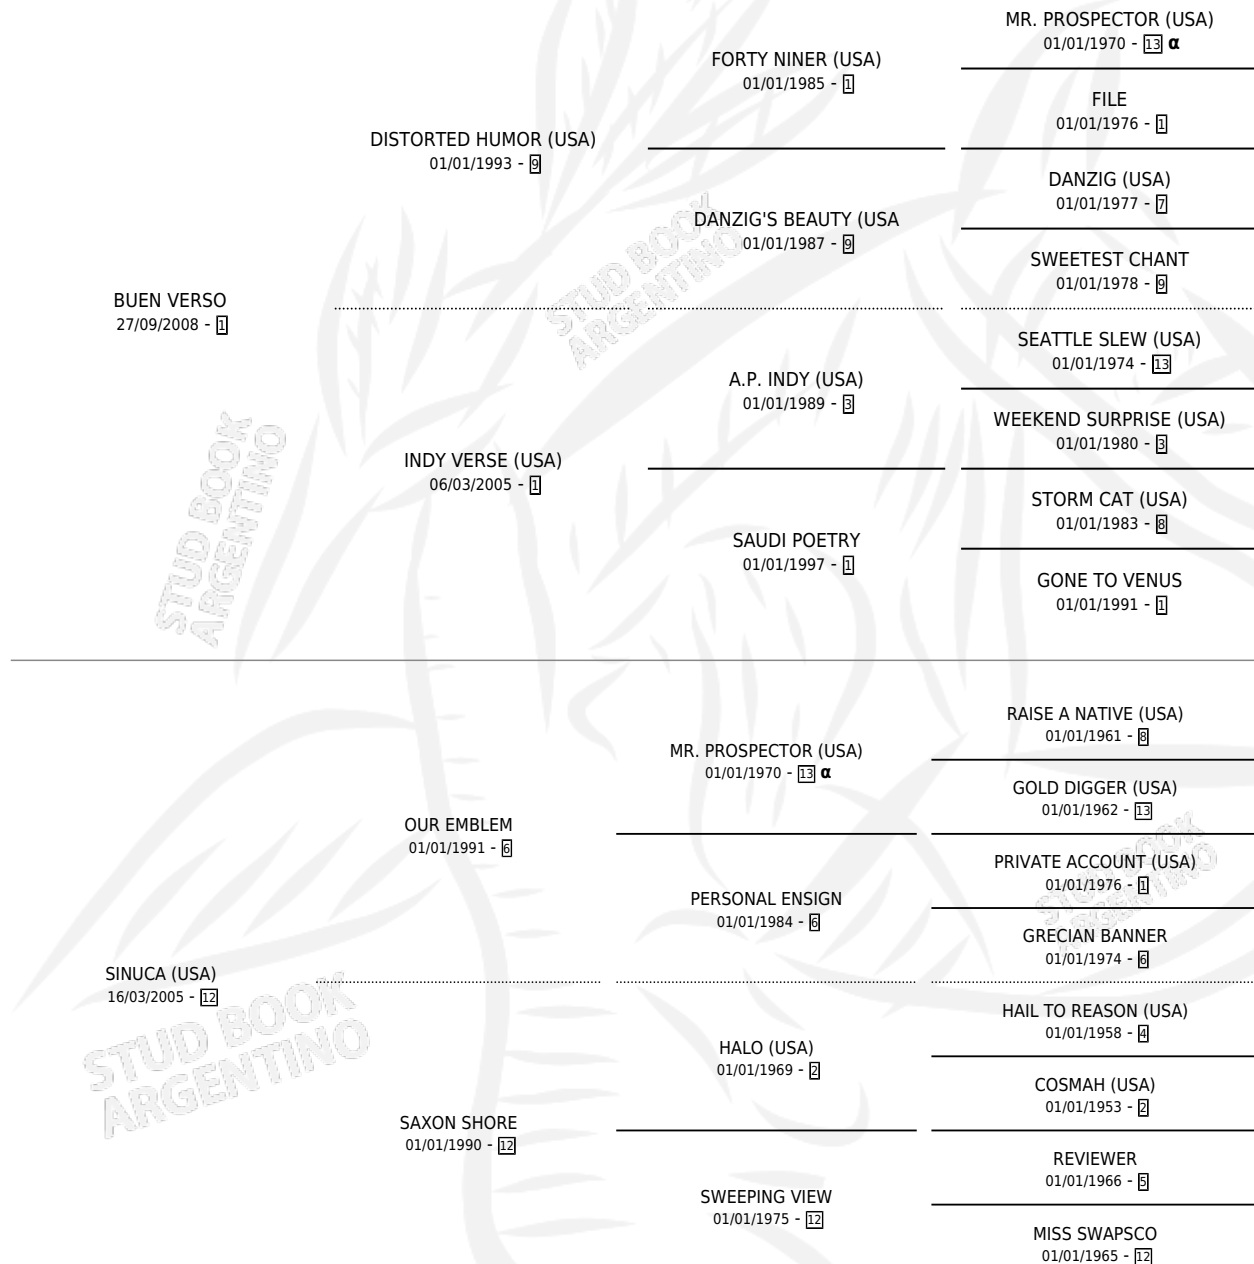 MR. PROSPECTOR (USA)
01/01/1970 - 13 α
FORTY NINER (USA)
01/01/1985 - 1
FILE
01/01/1976 - 1
DISTORTED HUMOR (USA)
01/01/1993 - 9
DANZIG (USA)
01/01/1977 - 7
DANZIG'S BEAUTY (USA
01/01/1987 - 9
SWEETEST CHANT
01/01/1978 - 9
STUD BOOK
ARGENTINO
BUEN VERSO
27/09/2008 - 1
SEATTLE SLEW (USA)
01/01/1974 - 13
A.P. INDY (USA)
01/01/1989 - 3
WEEKEND SURPRISE (USA)
01/01/1980 - 3
INDY VERSE (USA)
06/03/2005 - 1
STORM CAT (USA)
01/01/1983 - 8
SAUDI POETRY
01/01/1997 - 1
GONE TO VENUS
01/01/1991 - 1
STUD BOOK
ARGENTINO
RAISE A NATIVE (USA)
01/01/1961 - 8
MR. PROSPECTOR (USA)
01/01/1970 - 13 α
GOLD DIGGER (USA)
01/01/1962 - 13
OUR EMBLEM
01/01/1991 - 6
PRIVATE ACCOUNT (USA)
01/01/1976 - 1
PERSONAL ENSIGN
01/01/1984 - 6
GRECIAN BANNER
01/01/1974 - 6
STUD BOOK
ARGENTINO
SINUCA (USA)
16/03/2005 - 12
HAIL TO REASON (USA)
01/01/1958 - 4
HALO (USA)
01/01/1969 - 2
COSMAH (USA)
01/01/1953 - 2
SAXON SHORE
01/01/1990 - 12
REVIEWER
01/01/1966 - 5
SWEEPING VIEW
01/01/1975 - 12
MISS SWAPSCO
01/01/1965 - 12
STUD BOOK
ARGENTINO